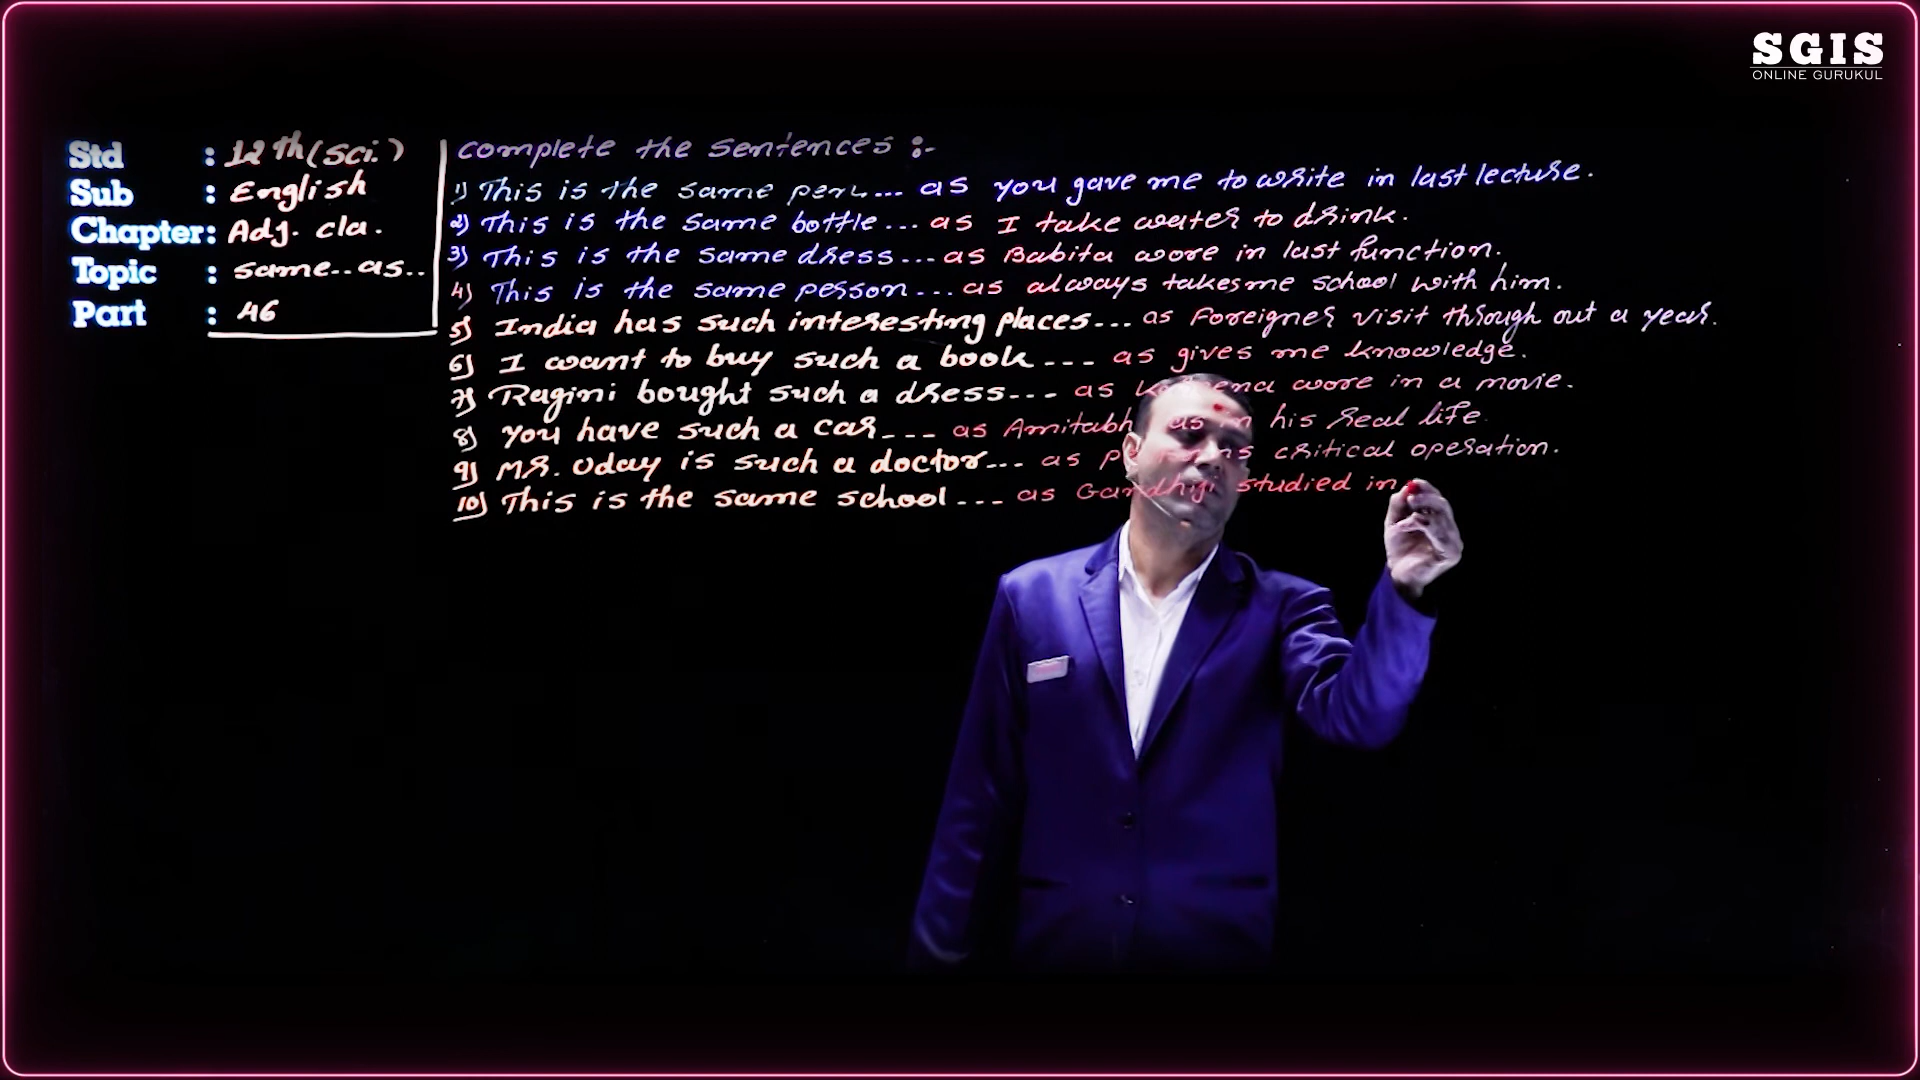 SGIS
ONLINE GURUKUL
Std : 12th (sci.)
Sub : English
Chapter: Adj. cla.
Topic : same..as..
Part : 46
complete the sentences :-
1) This is the same pen... as you gave me to write in last lecture.
2) This is the same bottle... as I take water to drink.
3) This is the same dress... as Babita wore in last function.
4) This is the same person... as always takes me school with him.
5) India has such interesting places... as Foreigner visit through out a year.
6) I want to buy such a book --- as gives me knowledge.
7) Ragini bought such a dress--- as wore in a movie.
8) you have such a car--- as Amitabh in his real life.
9) Mr. Uday is such a doctor--- as critical operation.
10) This is the same school --- as Gandhiji studied in